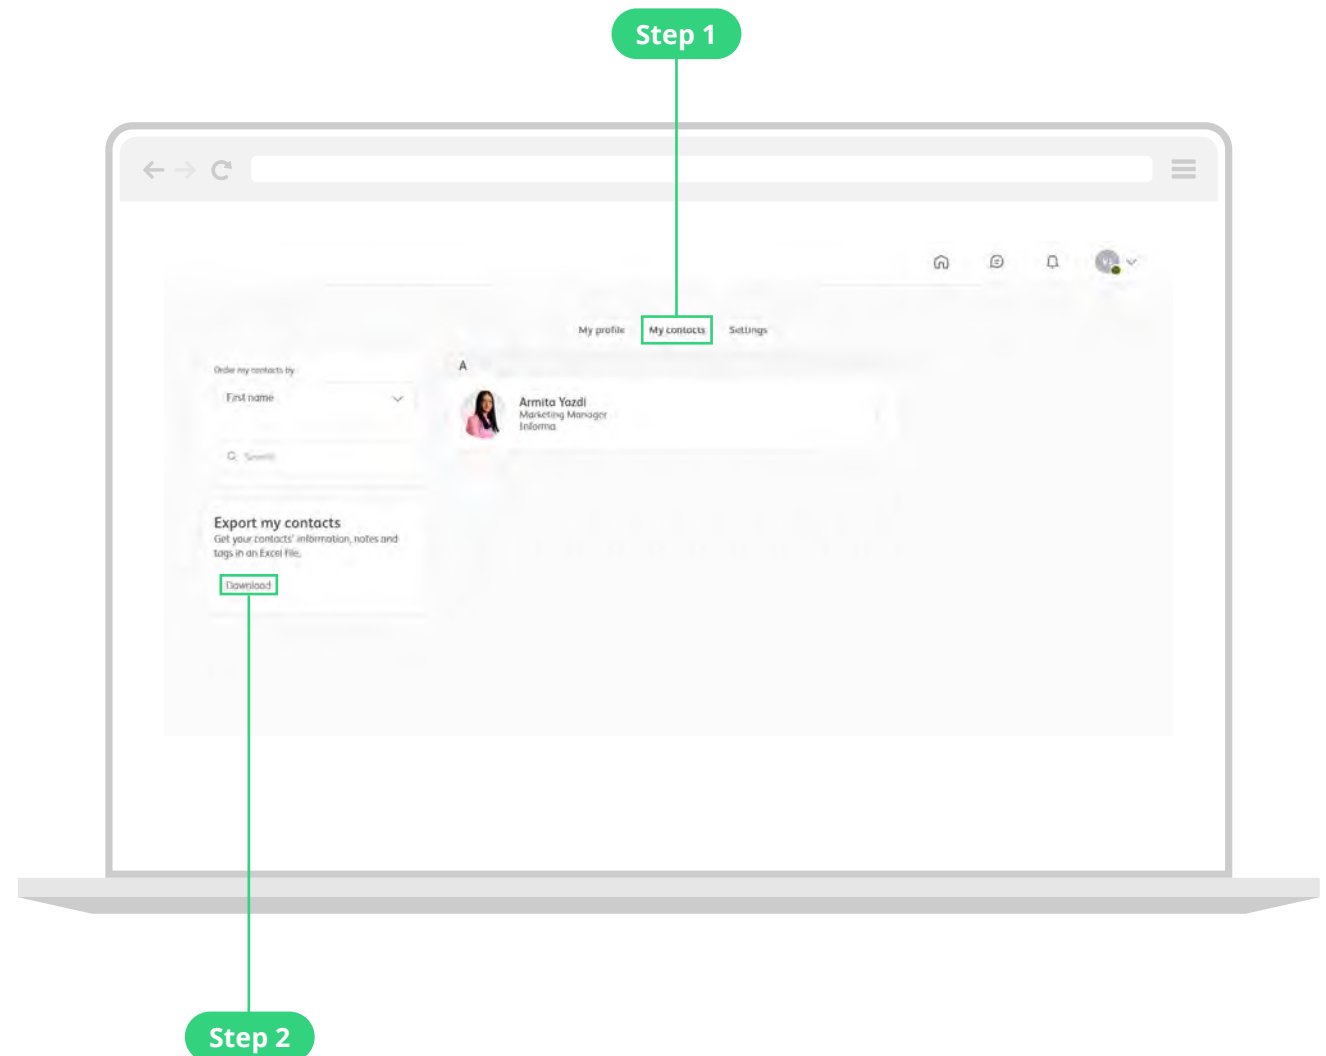 Step 1
My profile
My contacts
Settings
Order my contacts by
First name
Search
A
Armita Yazdi
Marketing Manager
Informa
Export my contacts
Get your contacts' information, notes and
tags in an Excel file.
Download
Step 2